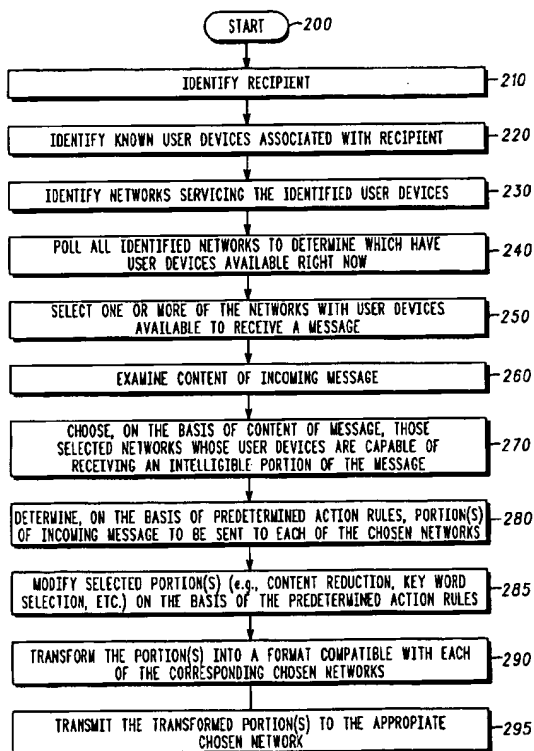 START
200
IDENTIFY RECIPIENT
210
IDENTIFY KNOWN USER DEVICES ASSOCIATED WITH RECIPIENT
220
IDENTIFY NETWORKS SERVICING THE IDENTIFIED USER DEVICES
230
POLL ALL IDENTIFIED NETWORKS TO DETERMINE WHICH HAVE
USER DEVICES AVAILABLE RIGHT NOW
240
SELECT ONE OR MORE OF THE NETWORKS WITH USER DEVICES
AVAILABLE TO RECEIVE A MESSAGE
250
EXAMINE CONTENT OF INCOMING MESSAGE
260
CHOOSE, ON THE BASIS OF CONTENT OF MESSAGE, THOSE
SELECTED NETWORKS WHOSE USER DEVICES ARE CAPABLE OF
RECEIVING AN INTELLIGIBLE PORTION OF THE MESSAGE
270
DETERMINE, ON THE BASIS OF PREDETERMINED ACTION RULES, PORTION(S)
OF INCOMING MESSAGE TO BE SENT TO EACH OF THE CHOSEN NETWORKS
280
MODIFY SELECTED PORTION(S) (e.g., CONTENT REDUCTION, KEY WORD
SELECTION, ETC.) ON THE BASIS OF THE PREDETERMINED ACTION RULES
285
TRANSFORM THE PORTION(S) INTO A FORMAT COMPATIBLE WITH EACH
OF THE CORRESPONDING CHOSEN NETWORKS
290
TRANSMIT THE TRANSFORMED PORTION(S) TO THE APPROPIATE
CHOSEN NETWORK
295